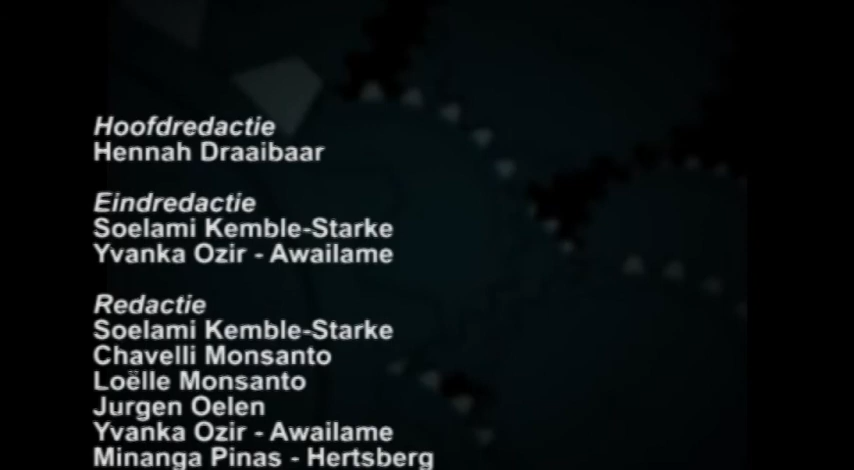 Hoofdredactie
Hennah Draaibaar
Eindredactie
Soelami Kemble-Starke
Yvanka Ozir - Awailame
Redactie
Soelami Kemble-Starke
Chavelli Monsanto
Loëlle Monsanto
Jurgen Oelen
Yvanka Ozir - Awailame
Minanga Pinas - Hertsberg